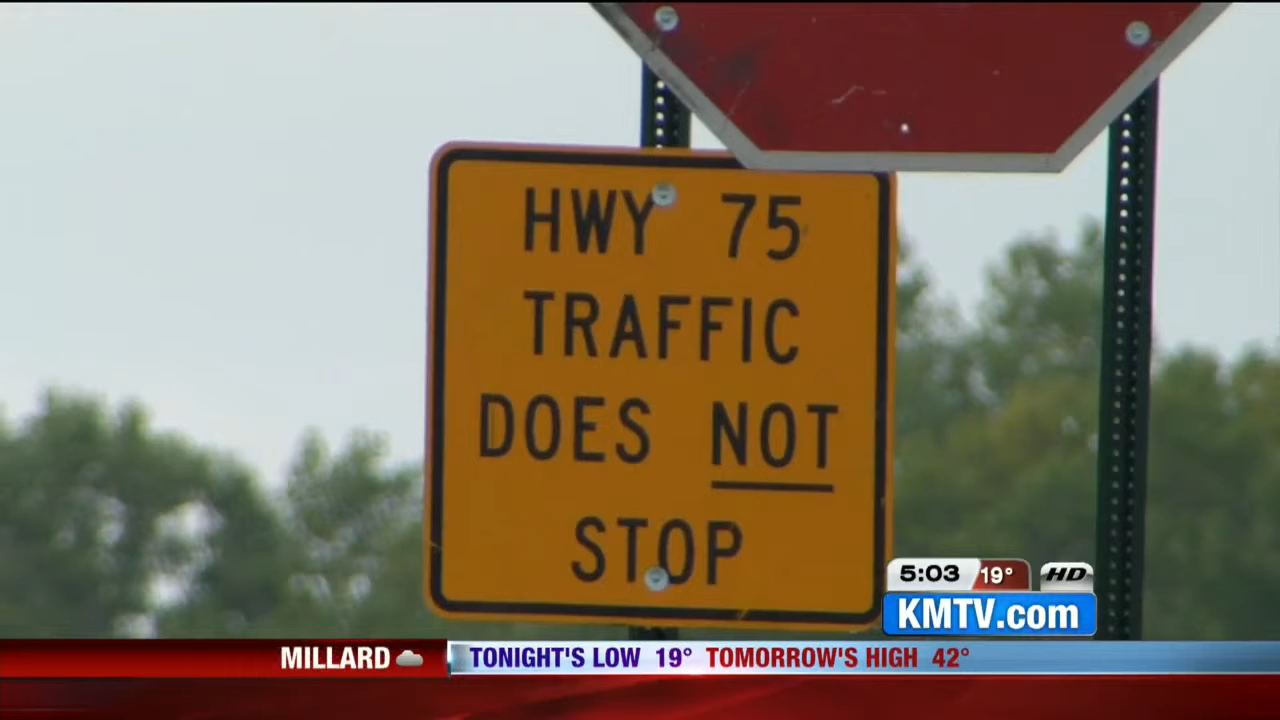 HWY 75
TRAFFIC
DOES NOT
STOP
5:03 19° HD
KMTV.com
MILLARD TONIGHT'S LOW 19° TOMORROW'S HIGH 42°